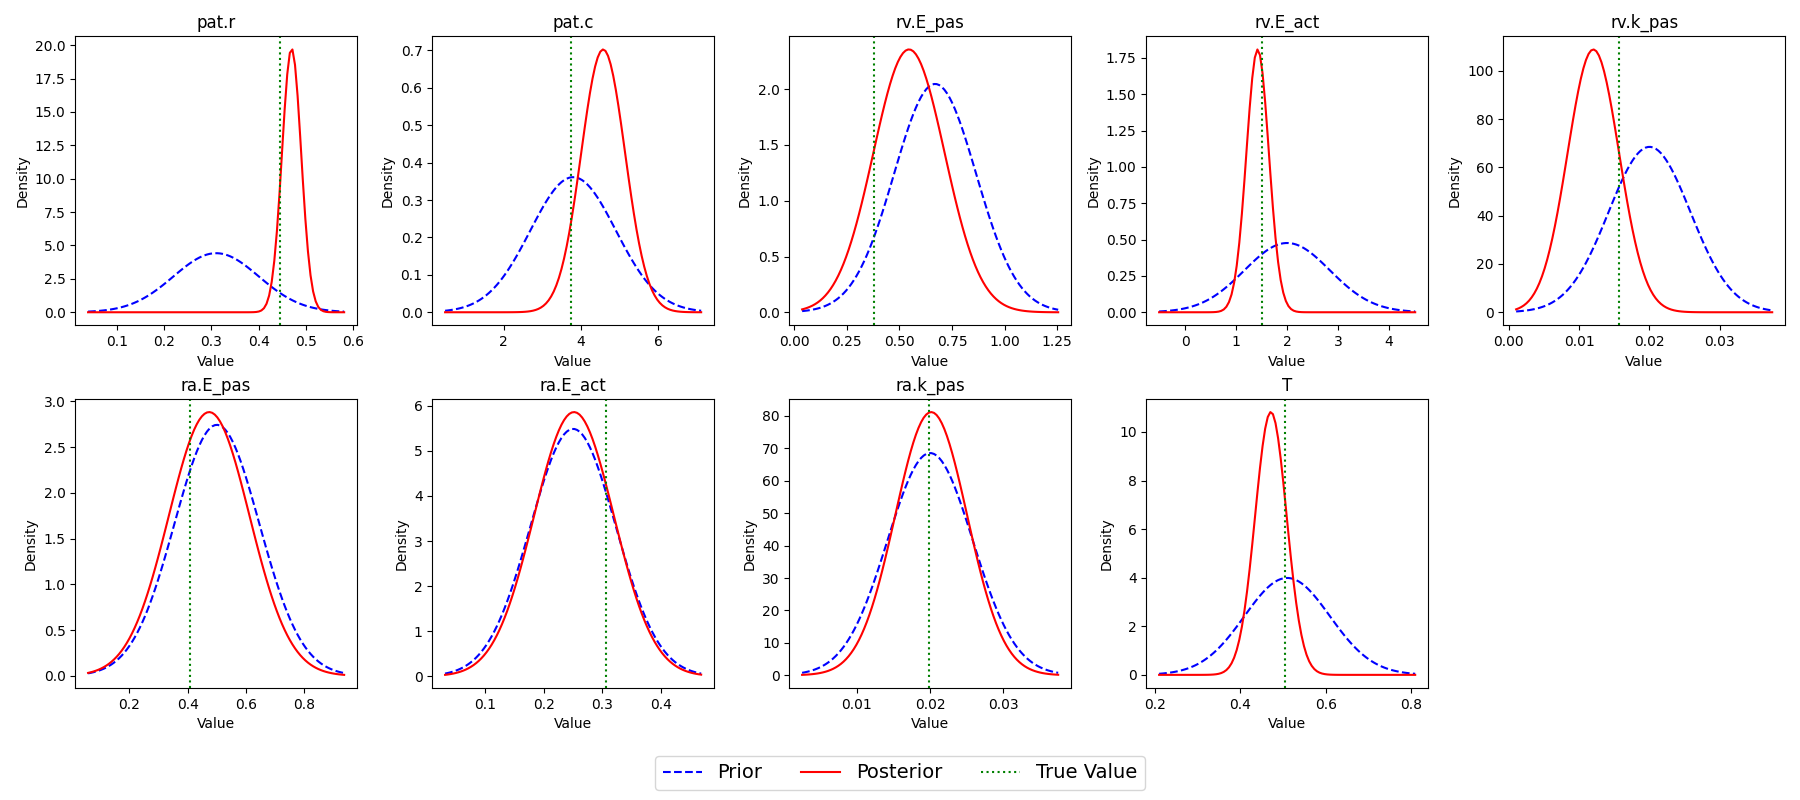 pat.r
20.0
17.5
15.0
12.5
10.0
7.5
5.0
2.5
0.0
Density
0.1 0.2 0.3 0.4 0.5 0.6
Value
pat.c
0.7
0.6
0.5
0.4
0.3
0.2
0.1
0.0
Density
2 4 6
Value
rv.E_pas
2.0
1.5
1.0
0.5
0.0
Density
0.00 0.25 0.50 0.75 1.00 1.25
Value
rv.E_act
1.75
1.50
1.25
1.00
0.75
0.50
0.25
0.00
Density
0 1 2 3 4
Value
rv.k_pas
100
80
60
40
20
0
Density
0.00 0.01 0.02 0.03
Value
ra.E_pas
3.0
2.5
2.0
1.5
1.0
0.5
0.0
Density
0.2 0.4 0.6 0.8
Value
ra.E_act
6
5
4
3
2
1
0
Density
0.1 0.2 0.3 0.4
Value
ra.k_pas
80
70
60
50
40
30
20
10
0
Density
0.01 0.02 0.03
Value
T
10
8
6
4
2
0
Density
0.2 0.4 0.6 0.8
Value
Prior Posterior True Value